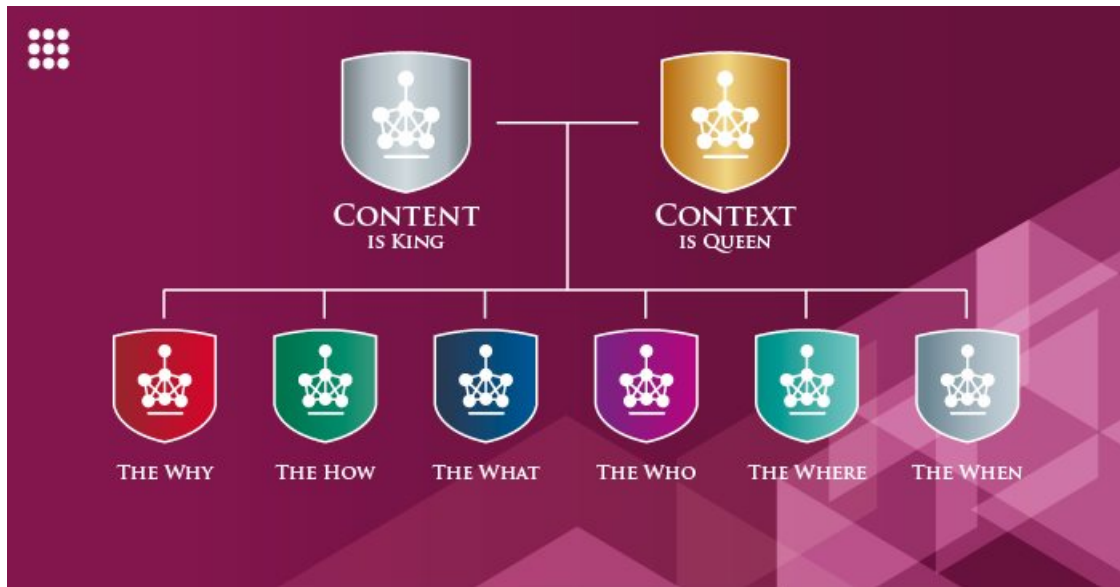 CONTENT
IS KING
CONTEXT
IS QUEEN
THE WHY
THE HOW
THE WHAT
THE WHO
THE WHERE
THE WHEN